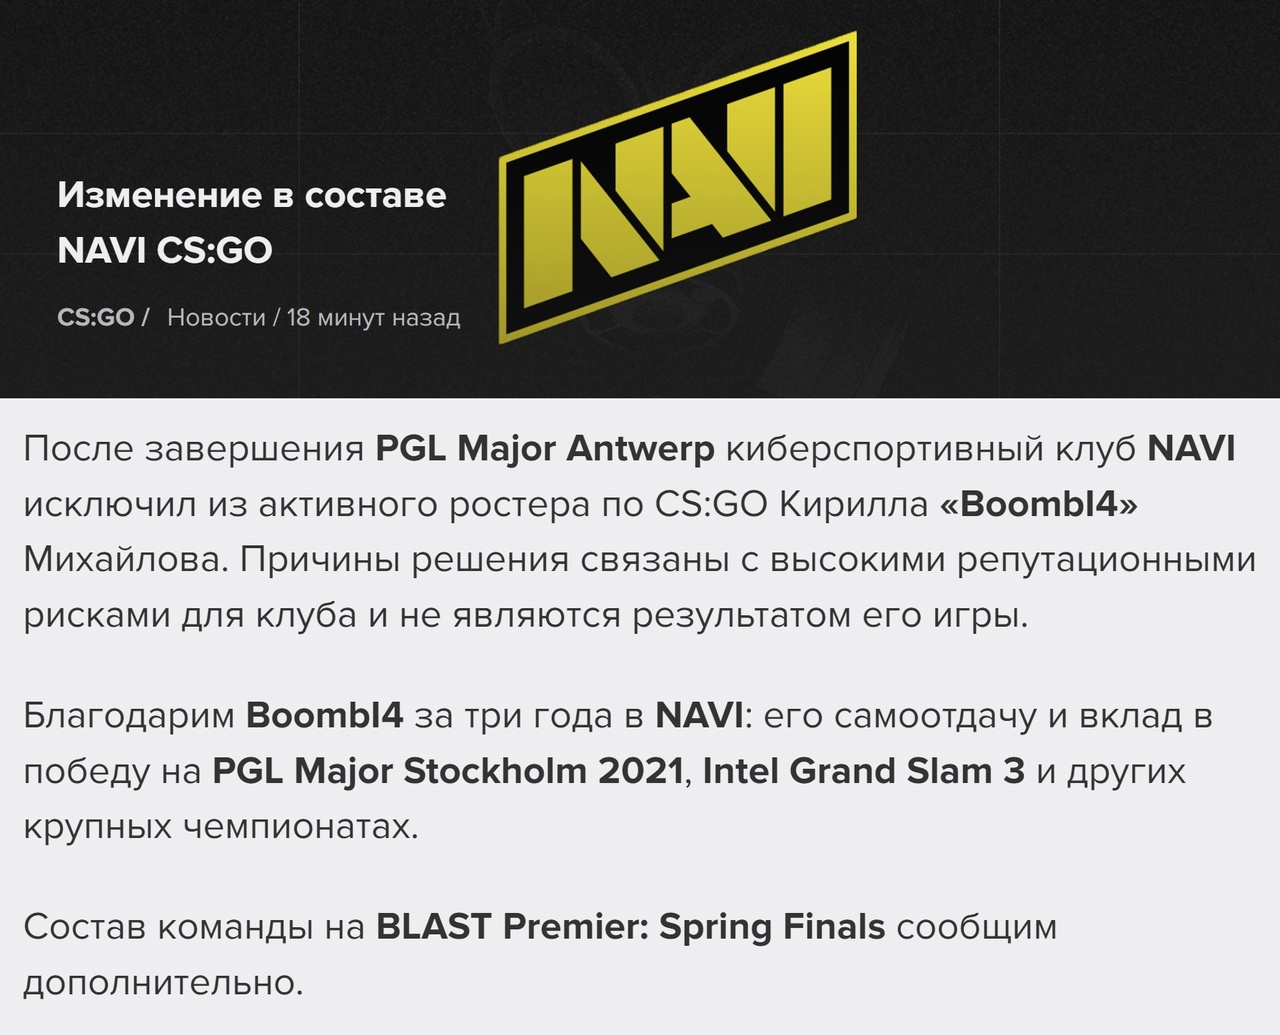 NAVI
Изменение в составе
NAVI CS:GO
CS:GO / Новости / 18 минут назад
После завершения PGL Major Antwerp киберспортивный клуб NAVI
исключил из активного ростера по CS:GO Кирилла «Boombl4»
Михайлова. Причины решения связаны с высокими репутационными
рисками для клуба и не являются результатом его игры.
Благодарим Boombl4 за три года в NAVI: его самоотдачу и вклад в
победу на PGL Major Stockholm 2021, Intel Grand Slam 3 и других
крупных чемпионатах.
Состав команды на BLAST Premier: Spring Finals сообщим
дополнительно.